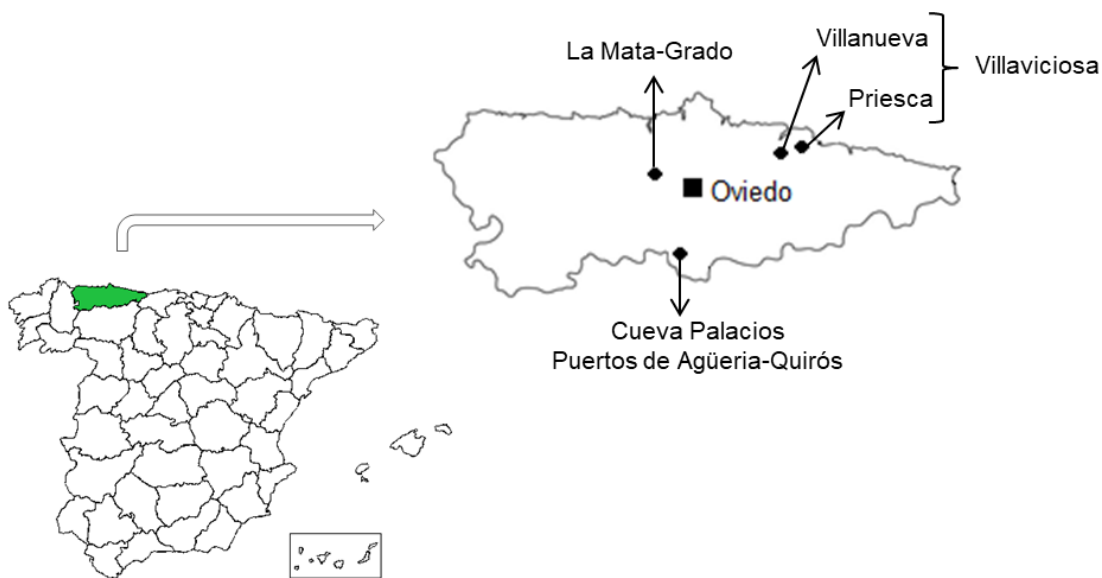 Villanueva
La Mata-Grado
Villaviciosa
Priesca
Oviedo
Cueva Palacios
Puertos de Agüeria-Quirós